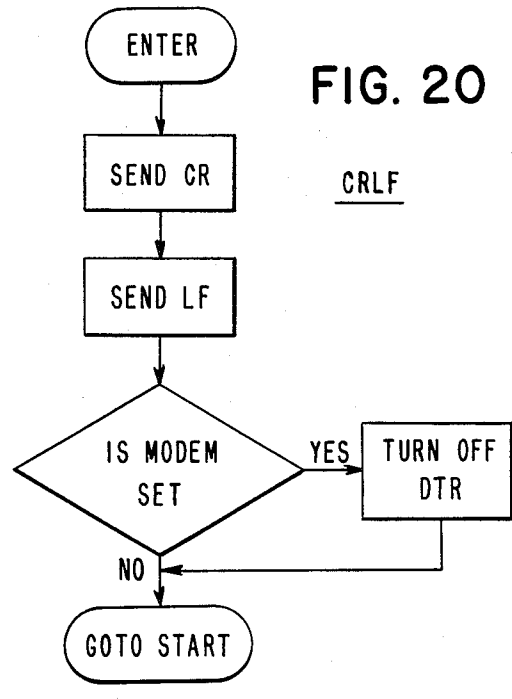 ENTER
FIG. 20
SEND CR
CRLF
SEND LF
IS MODEM
SET
YES
TURN OFF
DTR
NO
GOTO START